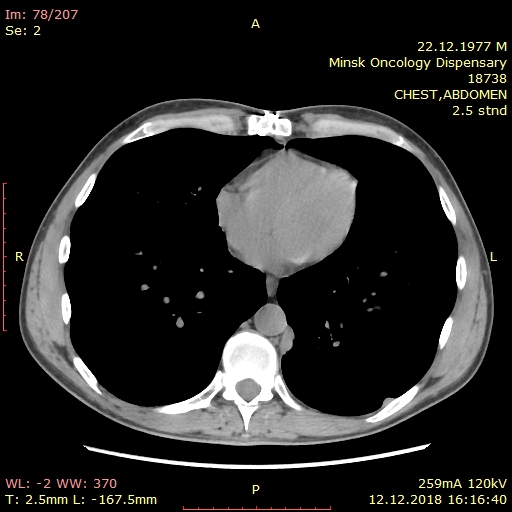 Im: 78/207
Se: 2
A
22.12.1977 M
Minsk Oncology Dispensary
18738
CHEST,ABDOMEN
2.5 stnd
R
L
WL: -2 WW: 370
T: 2.5mm L: -167.5mm
P
259mA 120kV
12.12.2018 16:16:40